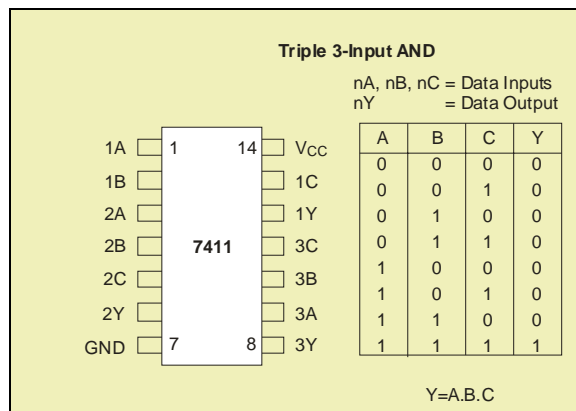 Triple 3-Input AND
nA, nB, nC = Data Inputs
nY = Data Output
1A 1 14 VCC
1B 1C
2A 1Y
2B 7411 3C
2C 3B
2Y 3A
GND 7 8 3Y
A B C Y
0 0 0 0
0 0 1 0
0 1 0 0
0 1 1 0
1 0 0 0
1 0 1 0
1 1 0 0
1 1 1 1
Y=A.B.C